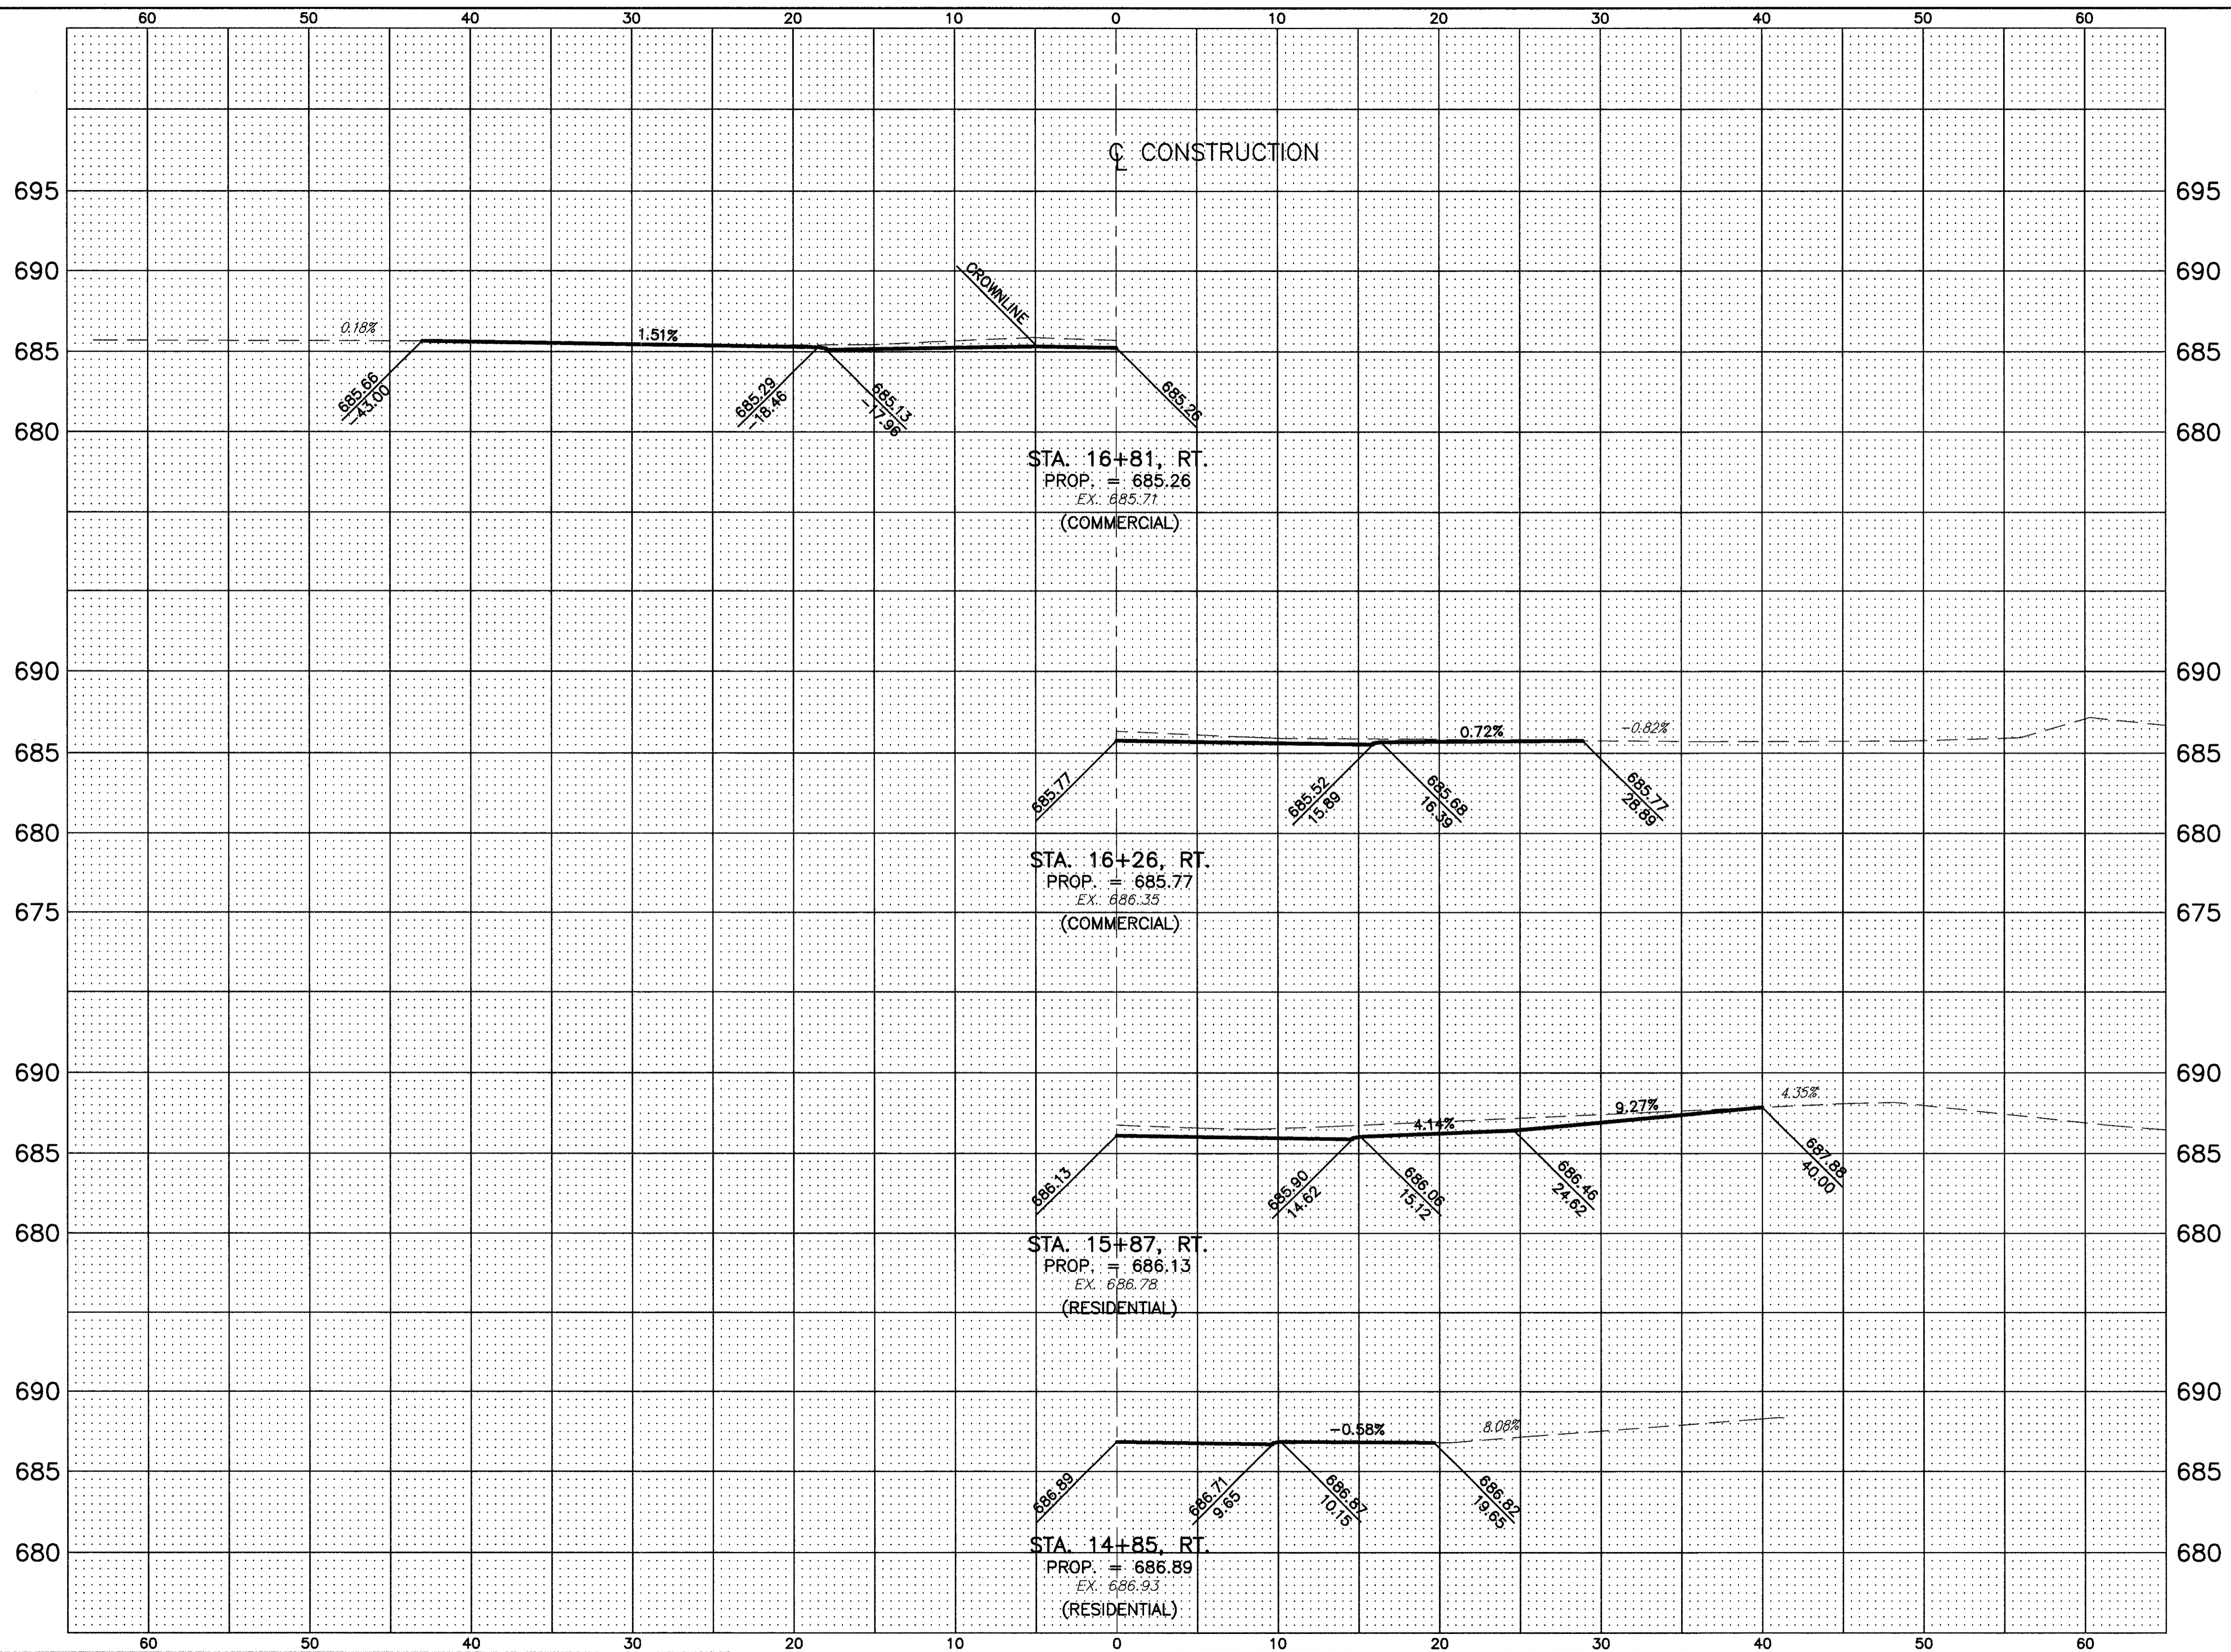 60 50 40 30 20 10 0 10 20 30 40 50 60
℄ CONSTRUCTION
695 695
690 690
CROWNLINE
0.18%
1.51%
685 685
685.66
-43.00
685.29
-18.46
685.13
-17.96
685.26
680 680
STA. 16+81, RT.
PROP. = 685.26
EX. 685.71
(COMMERCIAL)
690 690
0.72%
-0.82%
685 685
685.77
685.52
15.89
685.68
16.39
685.77
28.89
680 680
STA. 16+26, RT.
PROP. = 685.77
EX. 686.35
(COMMERCIAL)
675 675
690 690
4.14%
9.27%
4.35%
685 685
686.13
685.90
14.62
686.06
15.12
686.46
24.62
687.88
40.00
680 680
STA. 15+87, RT.
PROP. = 686.13
EX. 686.78
(RESIDENTIAL)
690 690
-0.58%
8.08%
685 685
686.89
686.71
9.65
686.87
10.15
686.82
19.65
STA. 14+85, RT.
680 680
PROP. = 686.89
EX. 686.93
(RESIDENTIAL)
60 50 40 30 20 10 0 10 20 30 40 50 60